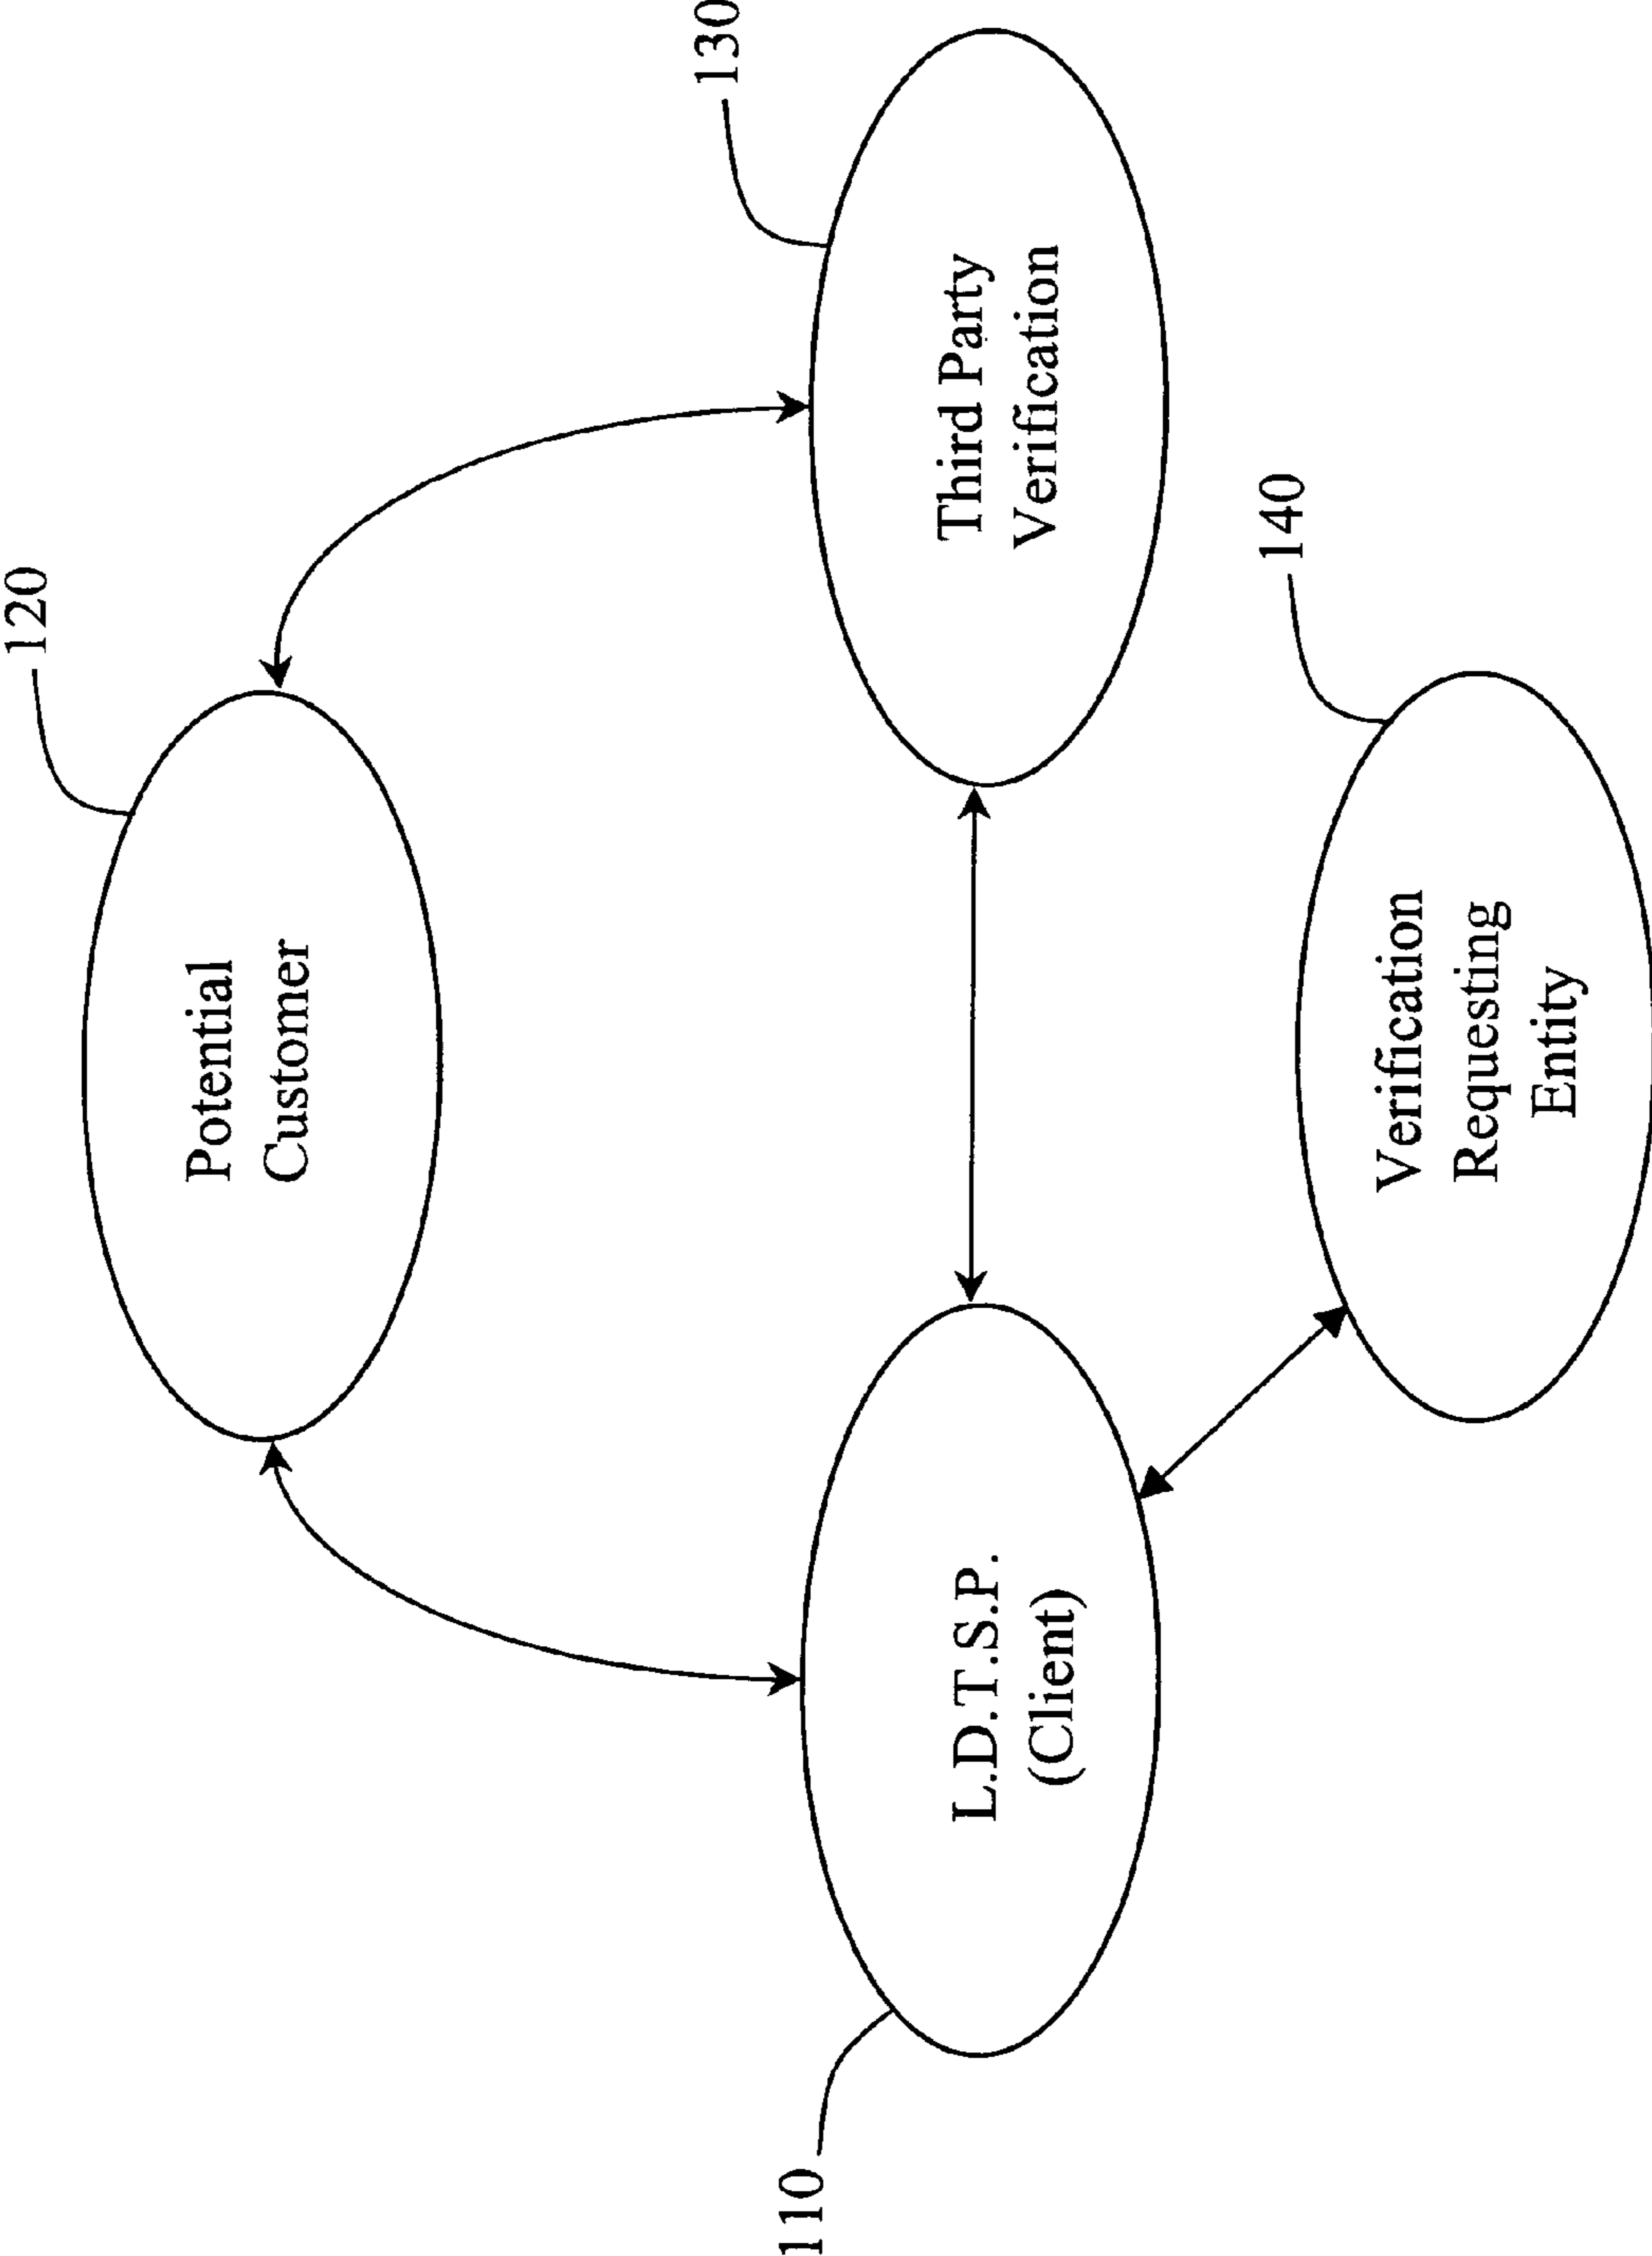 120
Potential
Customer
130
110
L.D.T.S.P.
(Client)
Third Party
Verification
140
Verification
Requesting
Entity